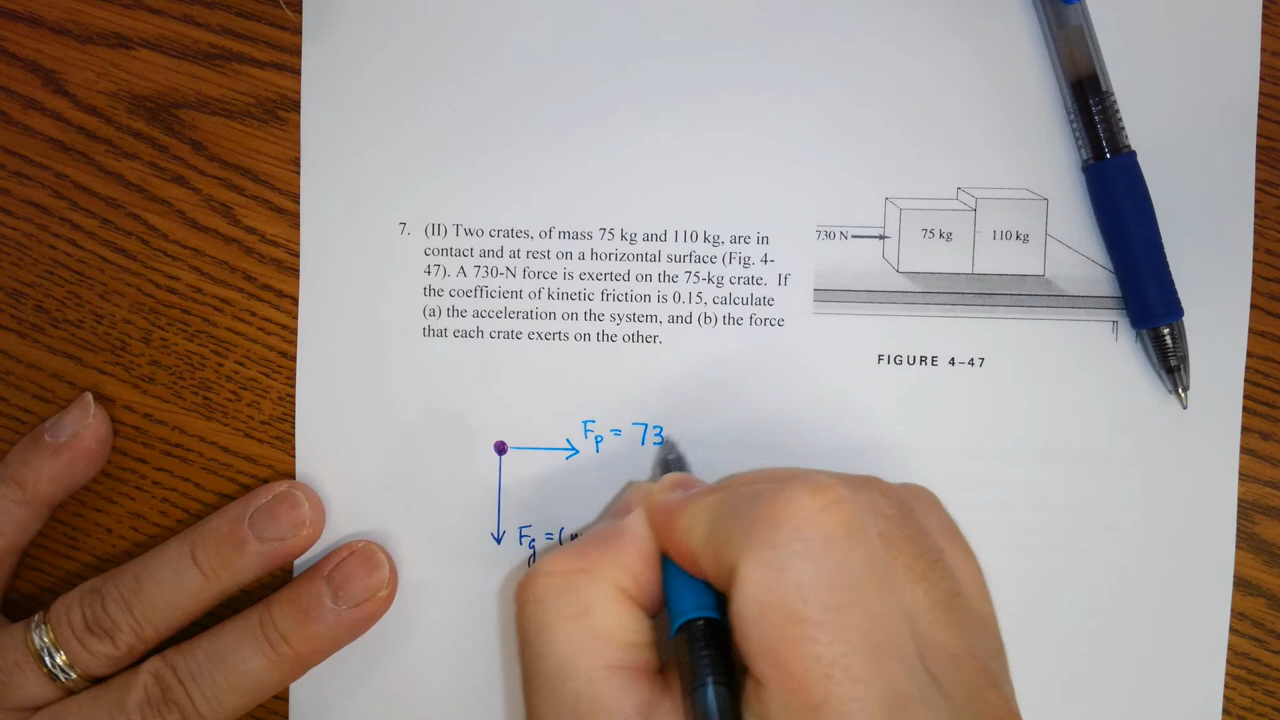 7. (II) Two crates, of mass 75 kg and 110 kg, are in
contact and at rest on a horizontal surface (Fig. 4-
47). A 730-N force is exerted on the 75-kg crate. If
the coefficient of kinetic friction is 0.15, calculate
(a) the acceleration on the system, and (b) the force
that each crate exerts on the other.
730 N
75 kg
110 kg
FIGURE 4–47
Fp = 73
Fg = (